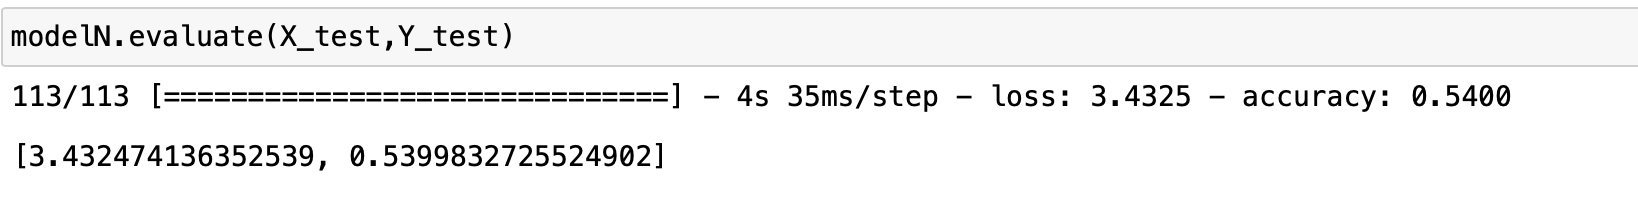 modelN.evaluate(X_test,Y_test)
113/113 [==============================] - 4s 35ms/step - loss: 3.4325 - accuracy: 0.5400
[3.432474136352539, 0.5399832725524902]